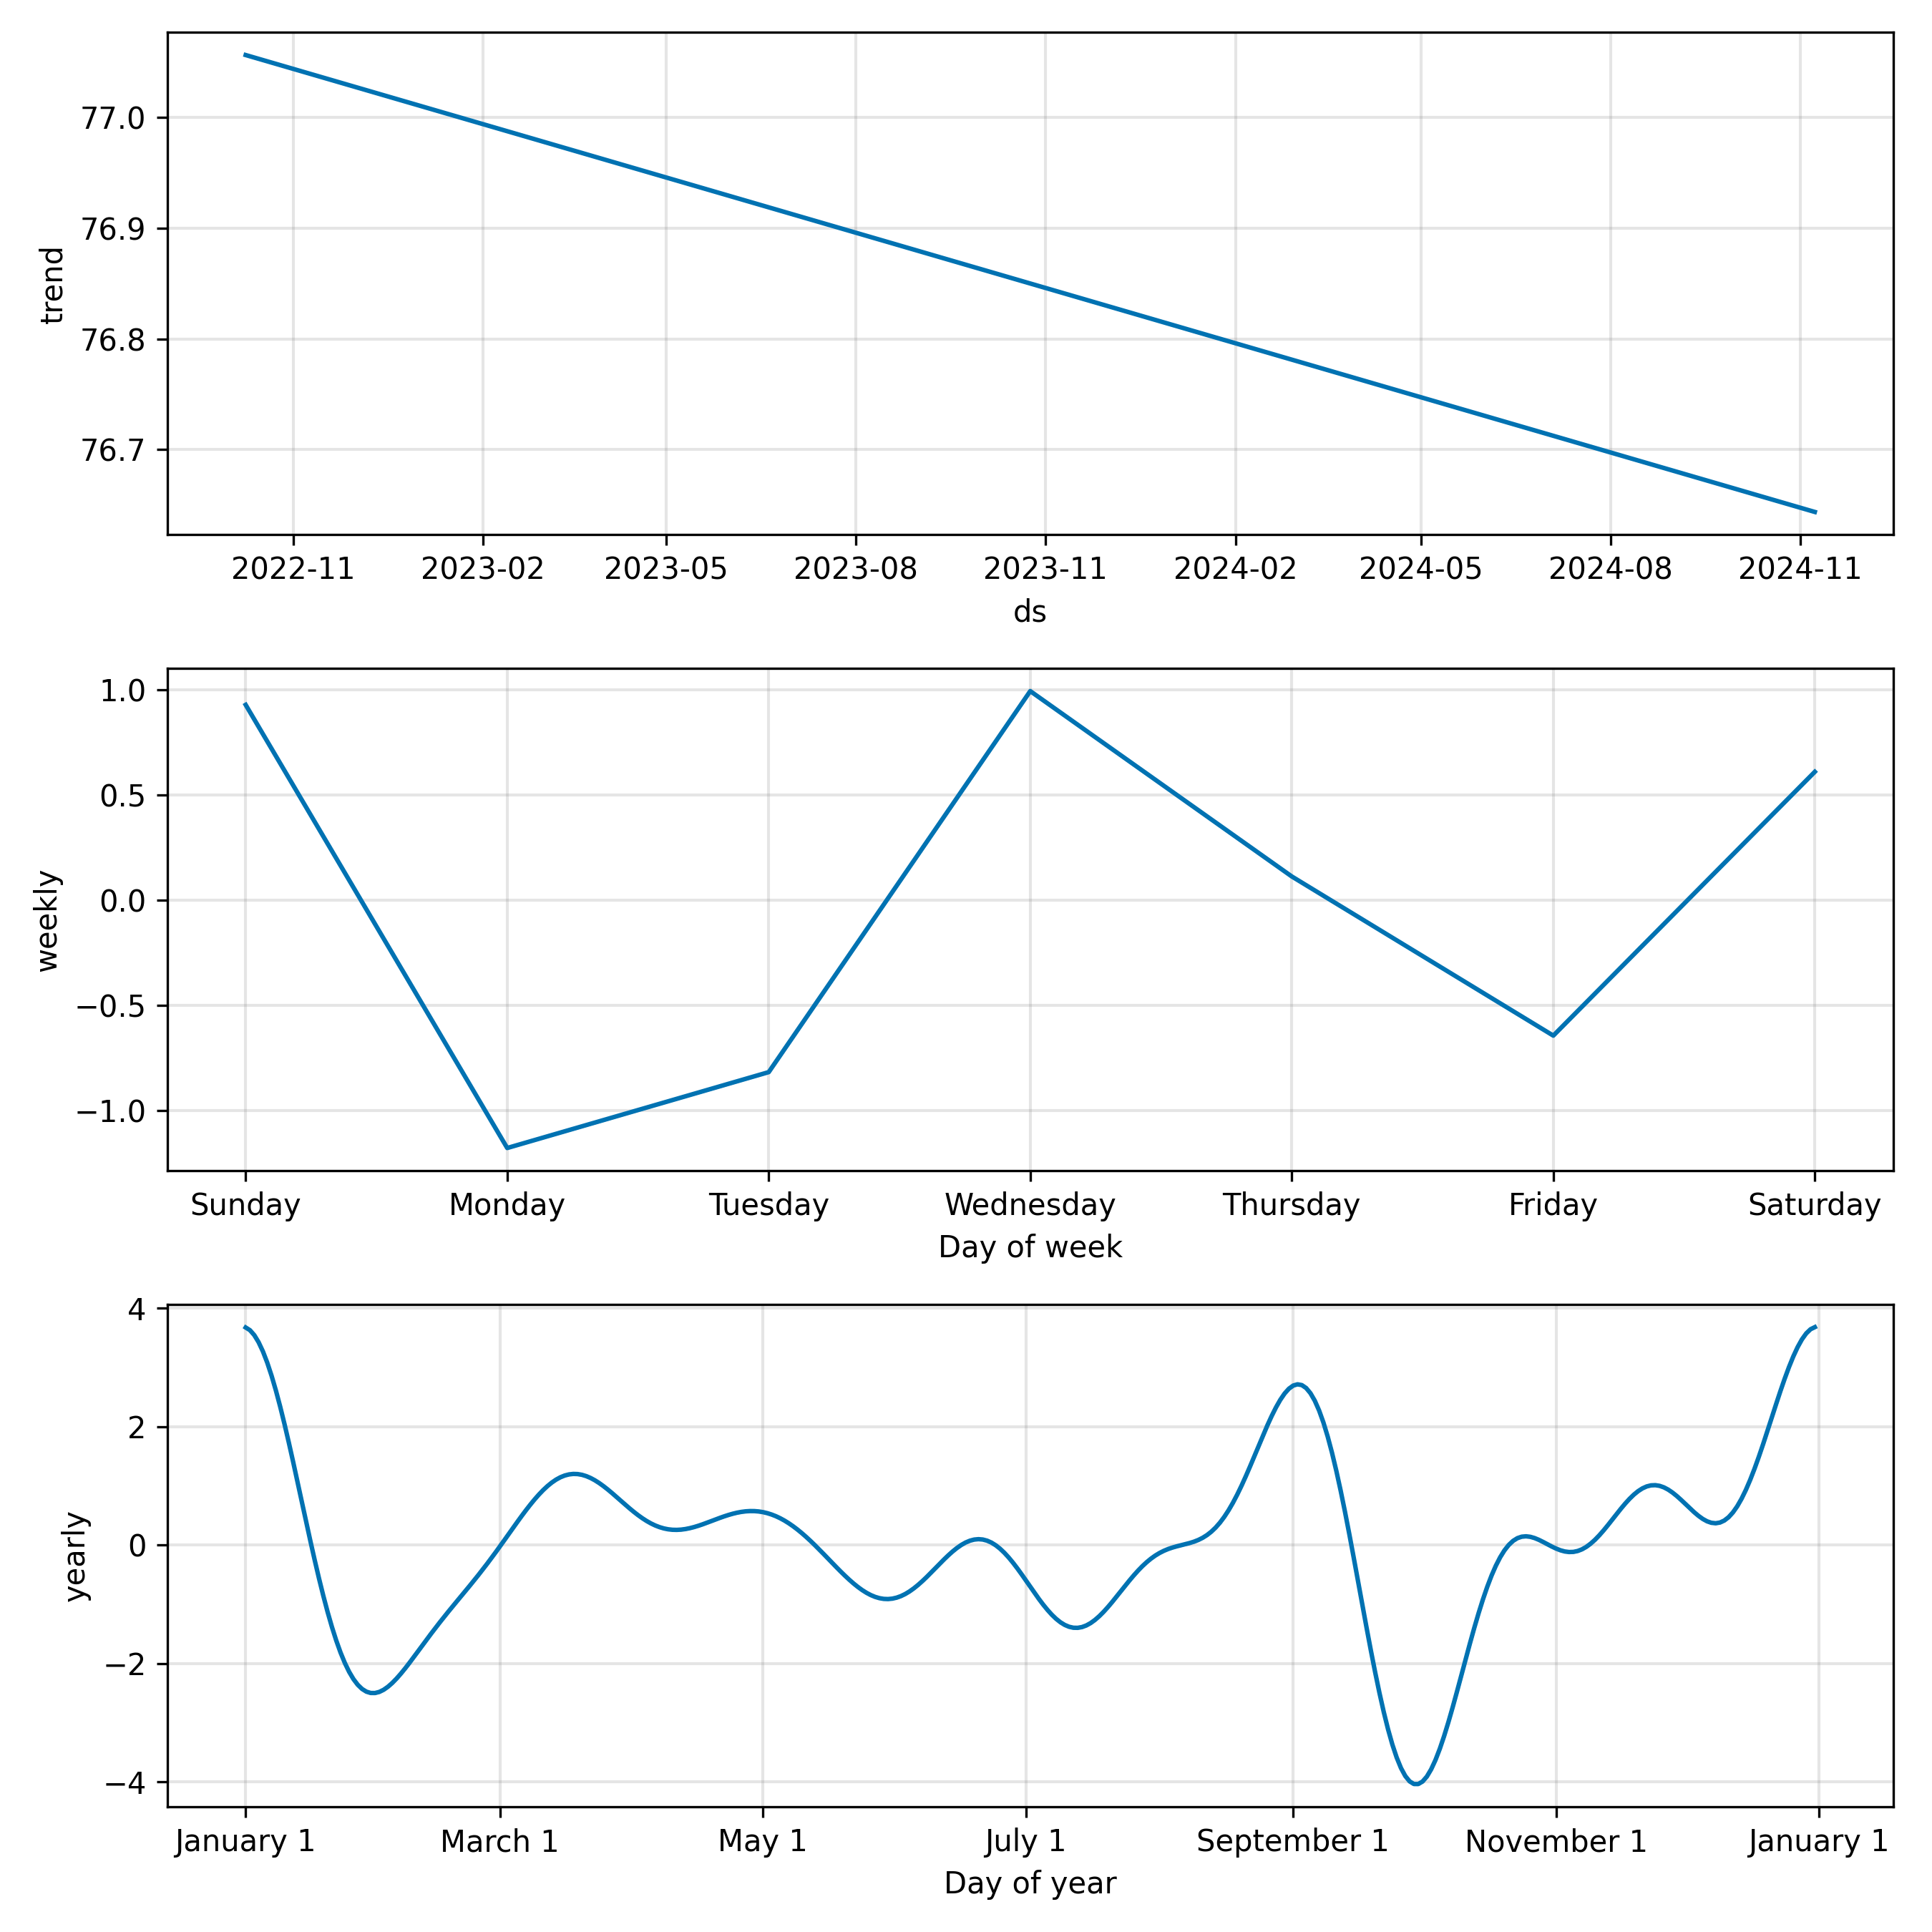 77.0
76.9
76.8
76.7
trend
2022-11 2023-02 2023-05 2023-08 2023-11 2024-02 2024-05 2024-08 2024-11
ds
1.0
0.5
0.0
−0.5
−1.0
weekly
Sunday Monday Tuesday Wednesday Thursday Friday Saturday
Day of week
4
2
0
−2
−4
yearly
January 1 March 1 May 1 July 1 September 1 November 1 January 1
Day of year